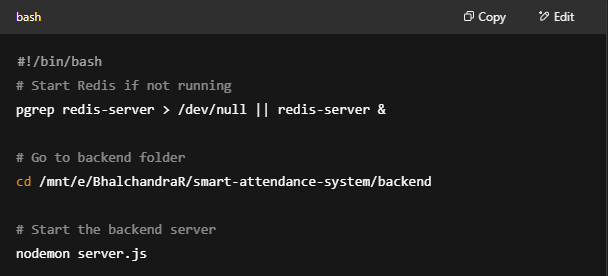 bash
Copy
Edit
#!/bin/bash
# Start Redis if not running
pgrep redis-server > /dev/null || redis-server &
# Go to backend folder
cd /mnt/e/BhalchandraR/smart-attendance-system/backend
# Start the backend server
nodemon server.js